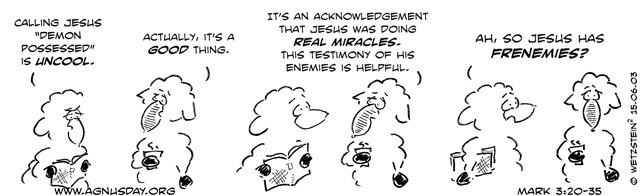 CALLING JESUS
"DEMON
POSSESSED"
IS UNCOOL.
ACTUALLY, IT'S A
GOOD THING.
IT'S AN ACKNOWLEDGEMENT
THAT JESUS WAS DOING
REAL MIRACLES.
THIS TESTIMONY OF HIS
ENEMIES IS HELPFUL.
AH, SO JESUS HAS
FRENEMIES?
WWW.AGNUSDAY.ORG
MARK 3:20-35
© WETZSTEIN² 15.06.03